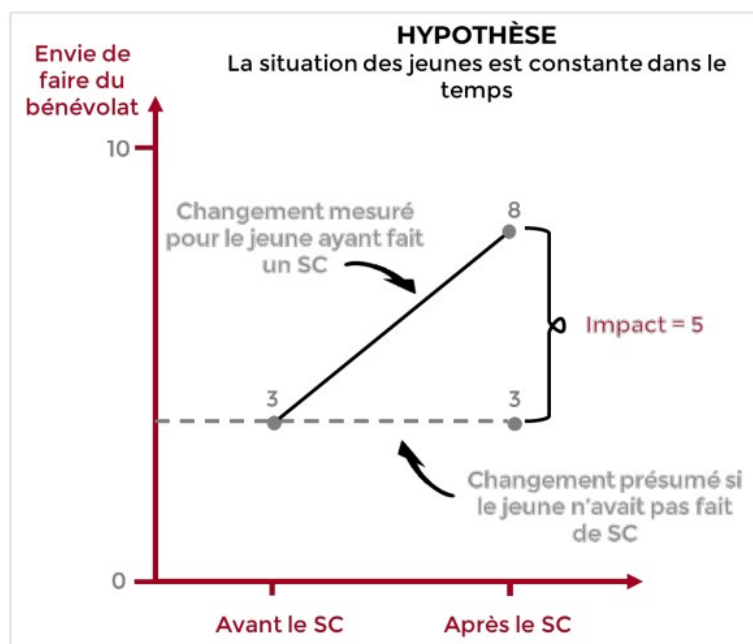 HYPOTHÈSE
La situation des jeunes est constante dans le
temps
Envie de
faire du
bénévolat
10
Changement mesuré
pour le jeune ayant fait
un SC
8
Impact = 5
3
3
Changement présumé si
le jeune n'avait pas fait
de SC
0
Avant le SC
Après le SC